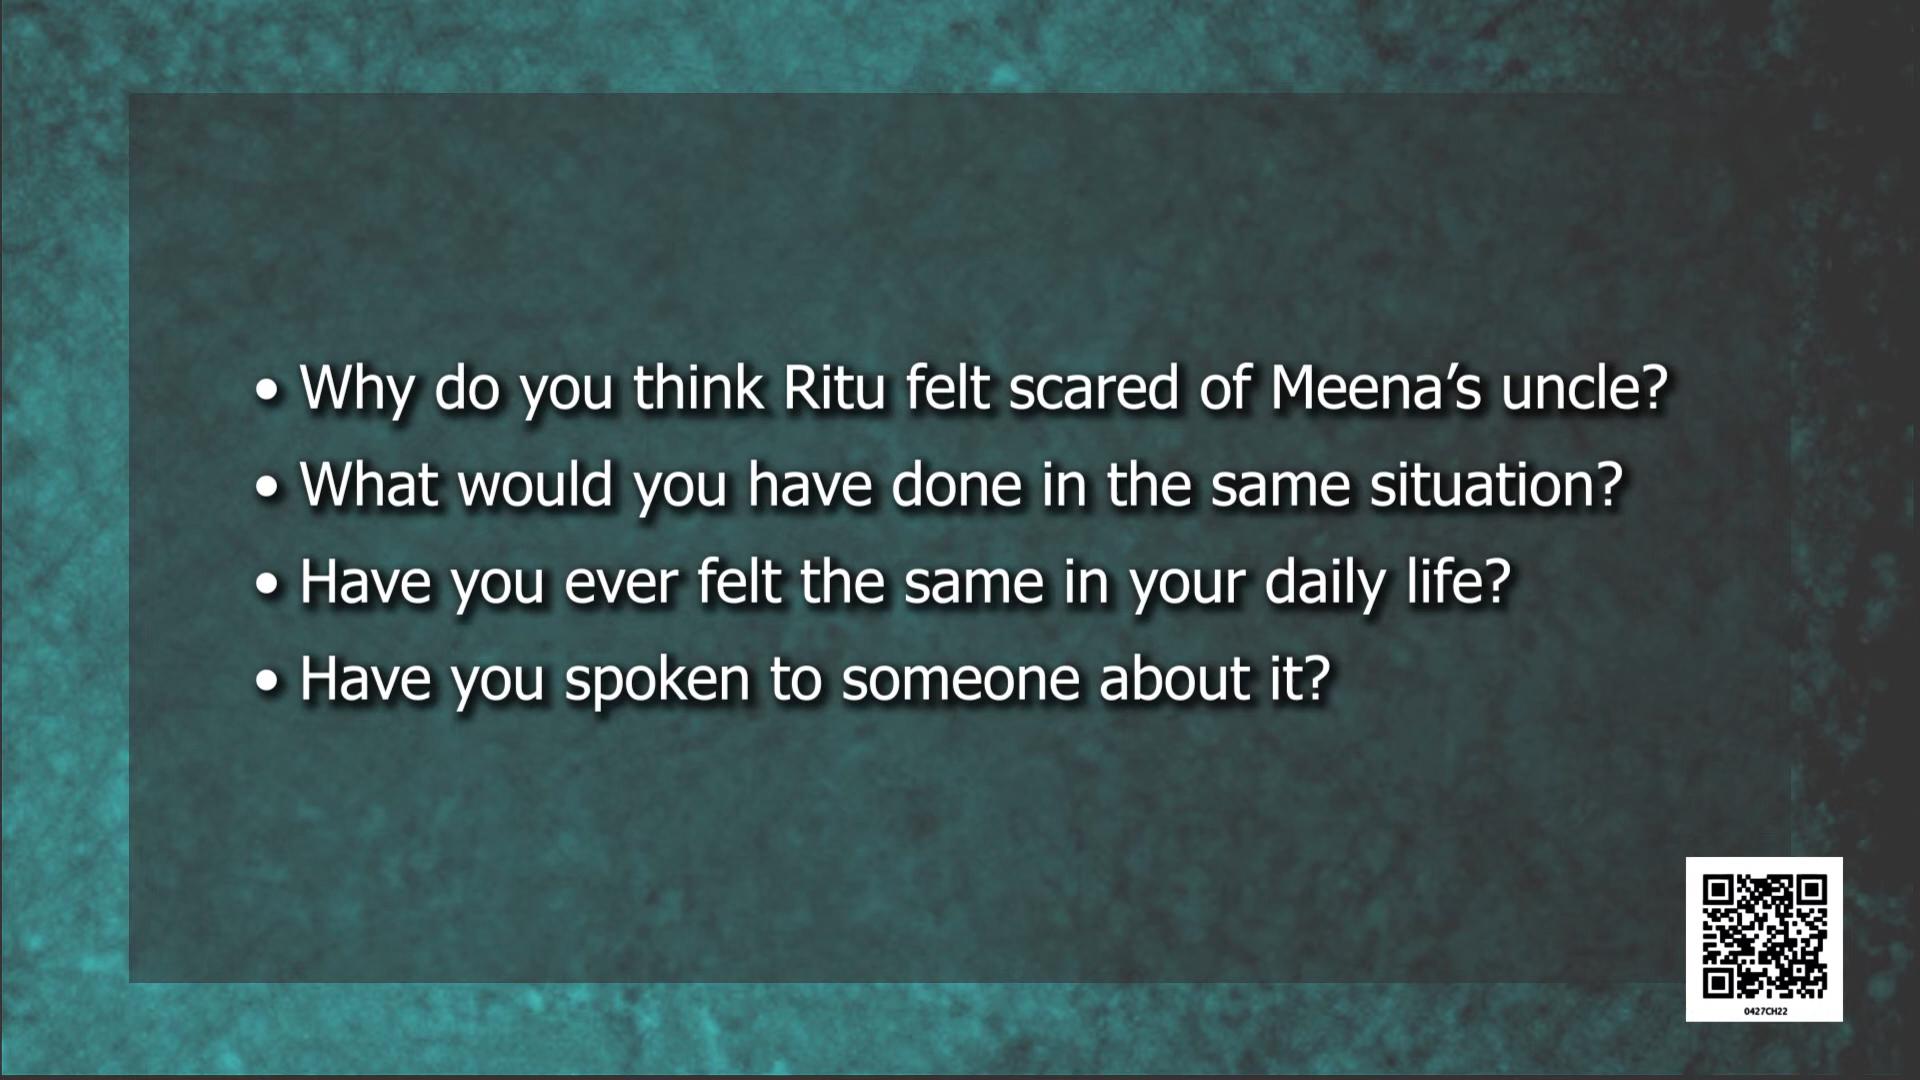 • Why do you think Ritu felt scared of Meena’s uncle?
• What would you have done in the same situation?
• Have you ever felt the same in your daily life?
• Have you spoken to someone about it?
0427CH22